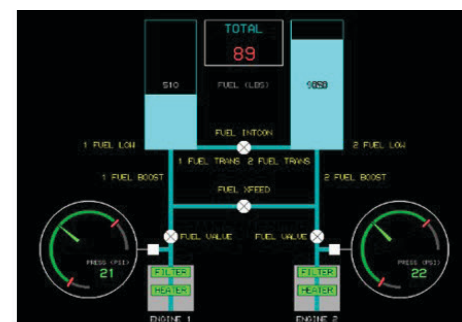 TOTAL
89
510
FUEL (LBS)
FUEL INTCON
1 FUEL LOW
2 FUEL LOW
1 FUEL TRANS 2 FUEL TRANS
1 FUEL BOOST
2 FUEL BOOST
FUEL XFEED
FUEL VALVE
FUEL VALVE
PRESS (PSI)
21
PRESS (PSI)
22
FILTER
FILTER
HEATER
HEATER
ENGINE 1
ENGINE 2